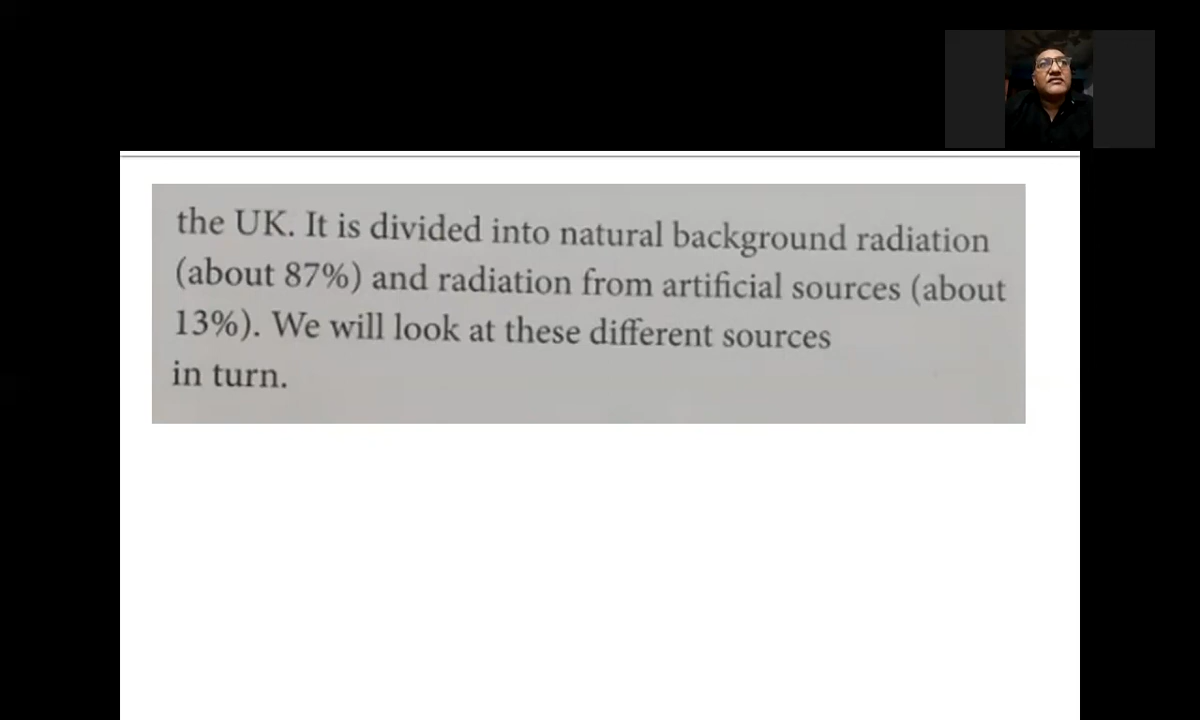 the UK. It is divided into natural background radiation
(about 87%) and radiation from artificial sources (about
13%). We will look at these different sources
in turn.